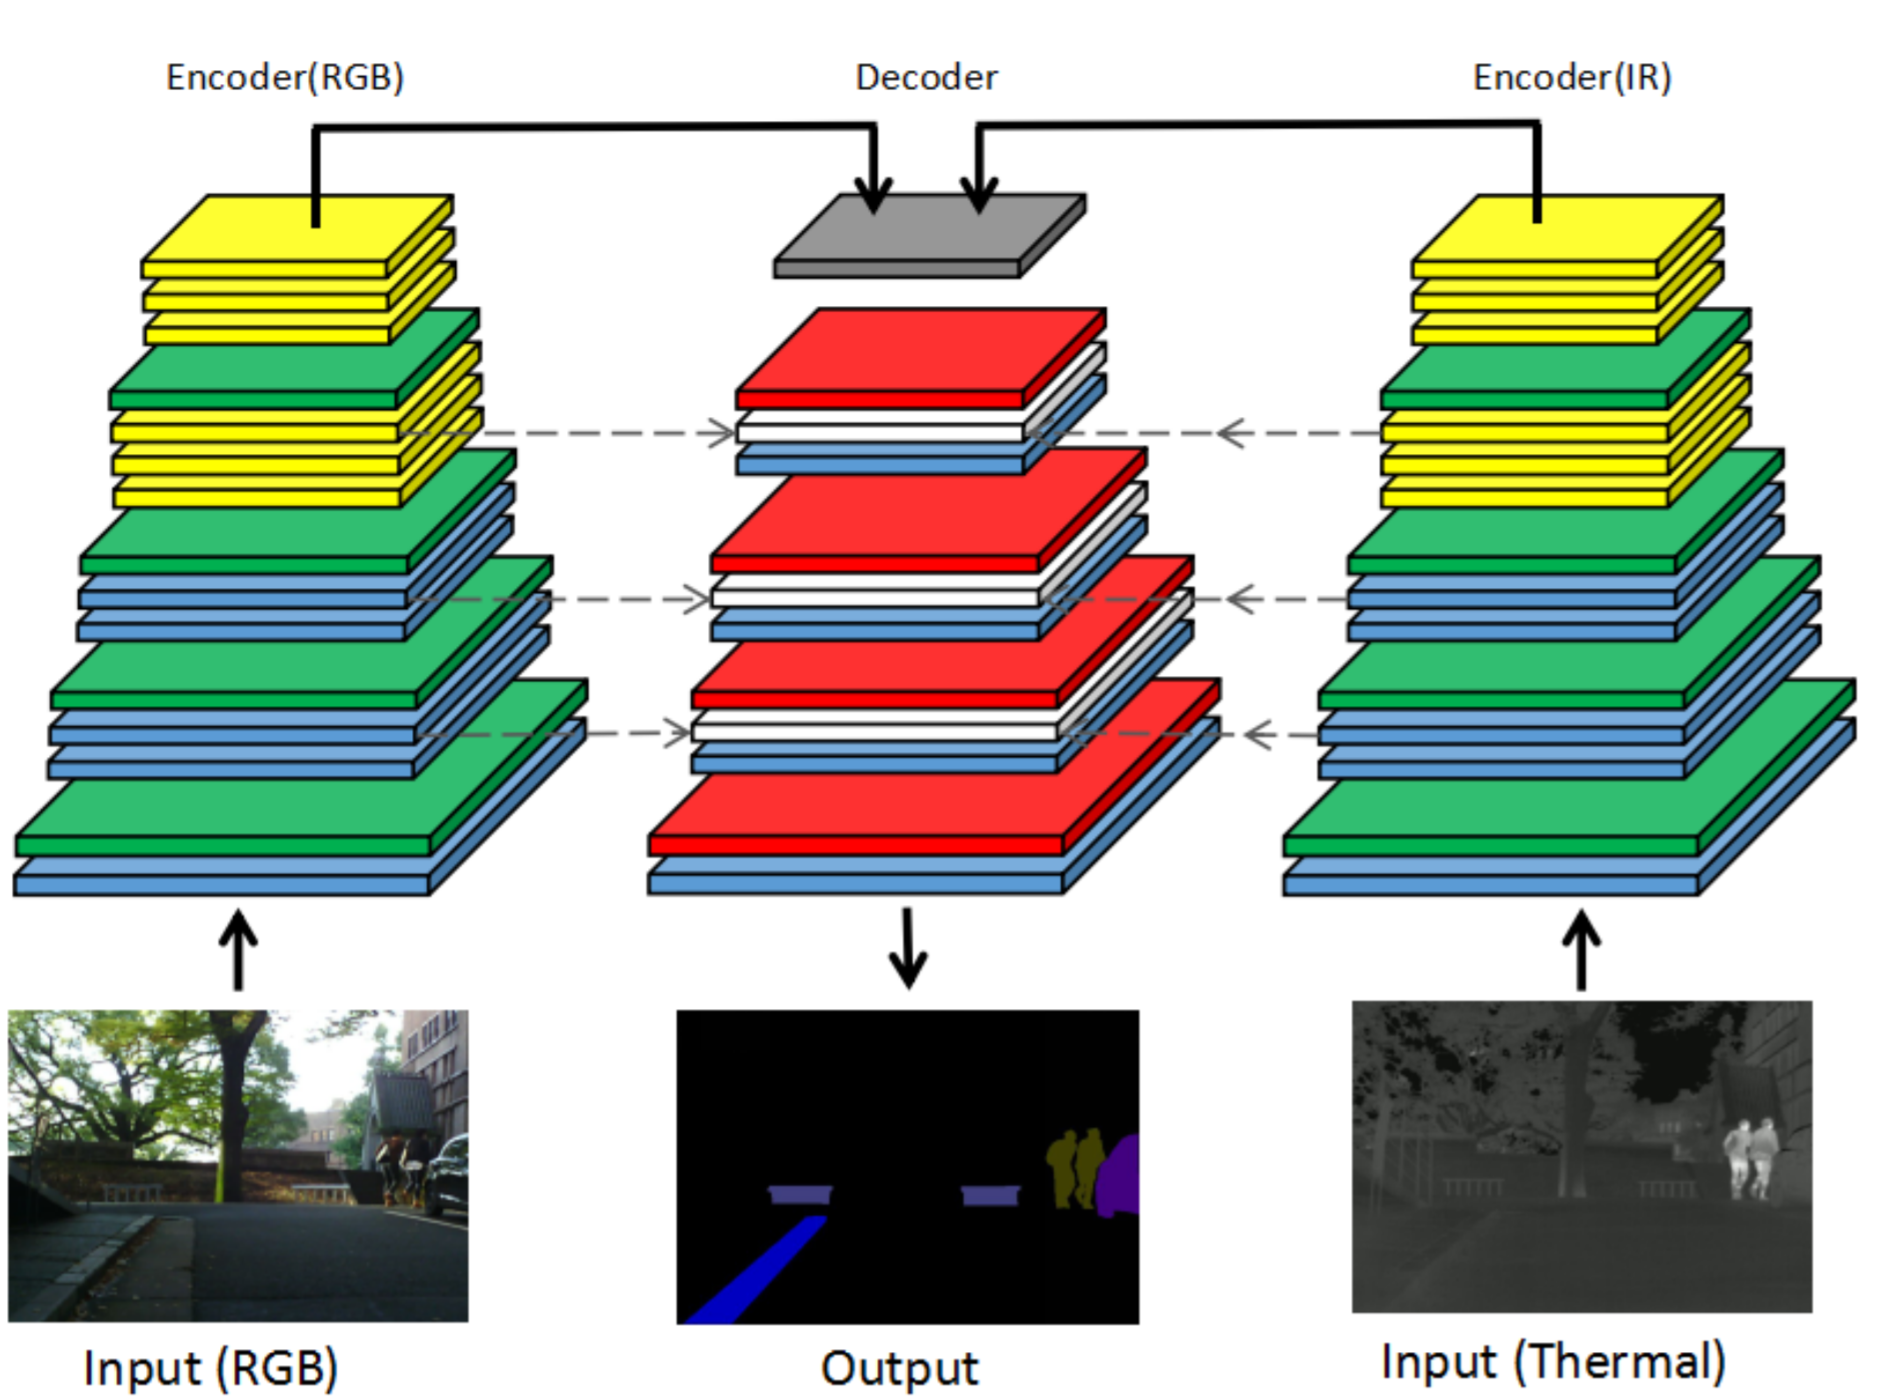 Encoder(RGB)
Decoder
Encoder(IR)
Input (RGB)
Output
Input (Thermal)